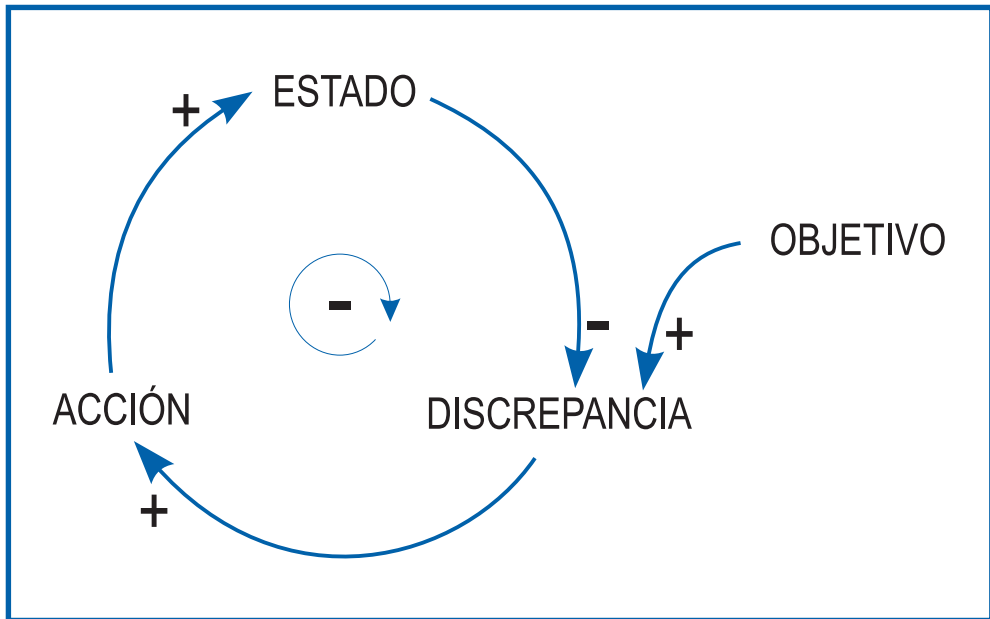 +
ESTADO
OBJETIVO
-
-
+
ACCIÓN
DISCREPANCIA
+